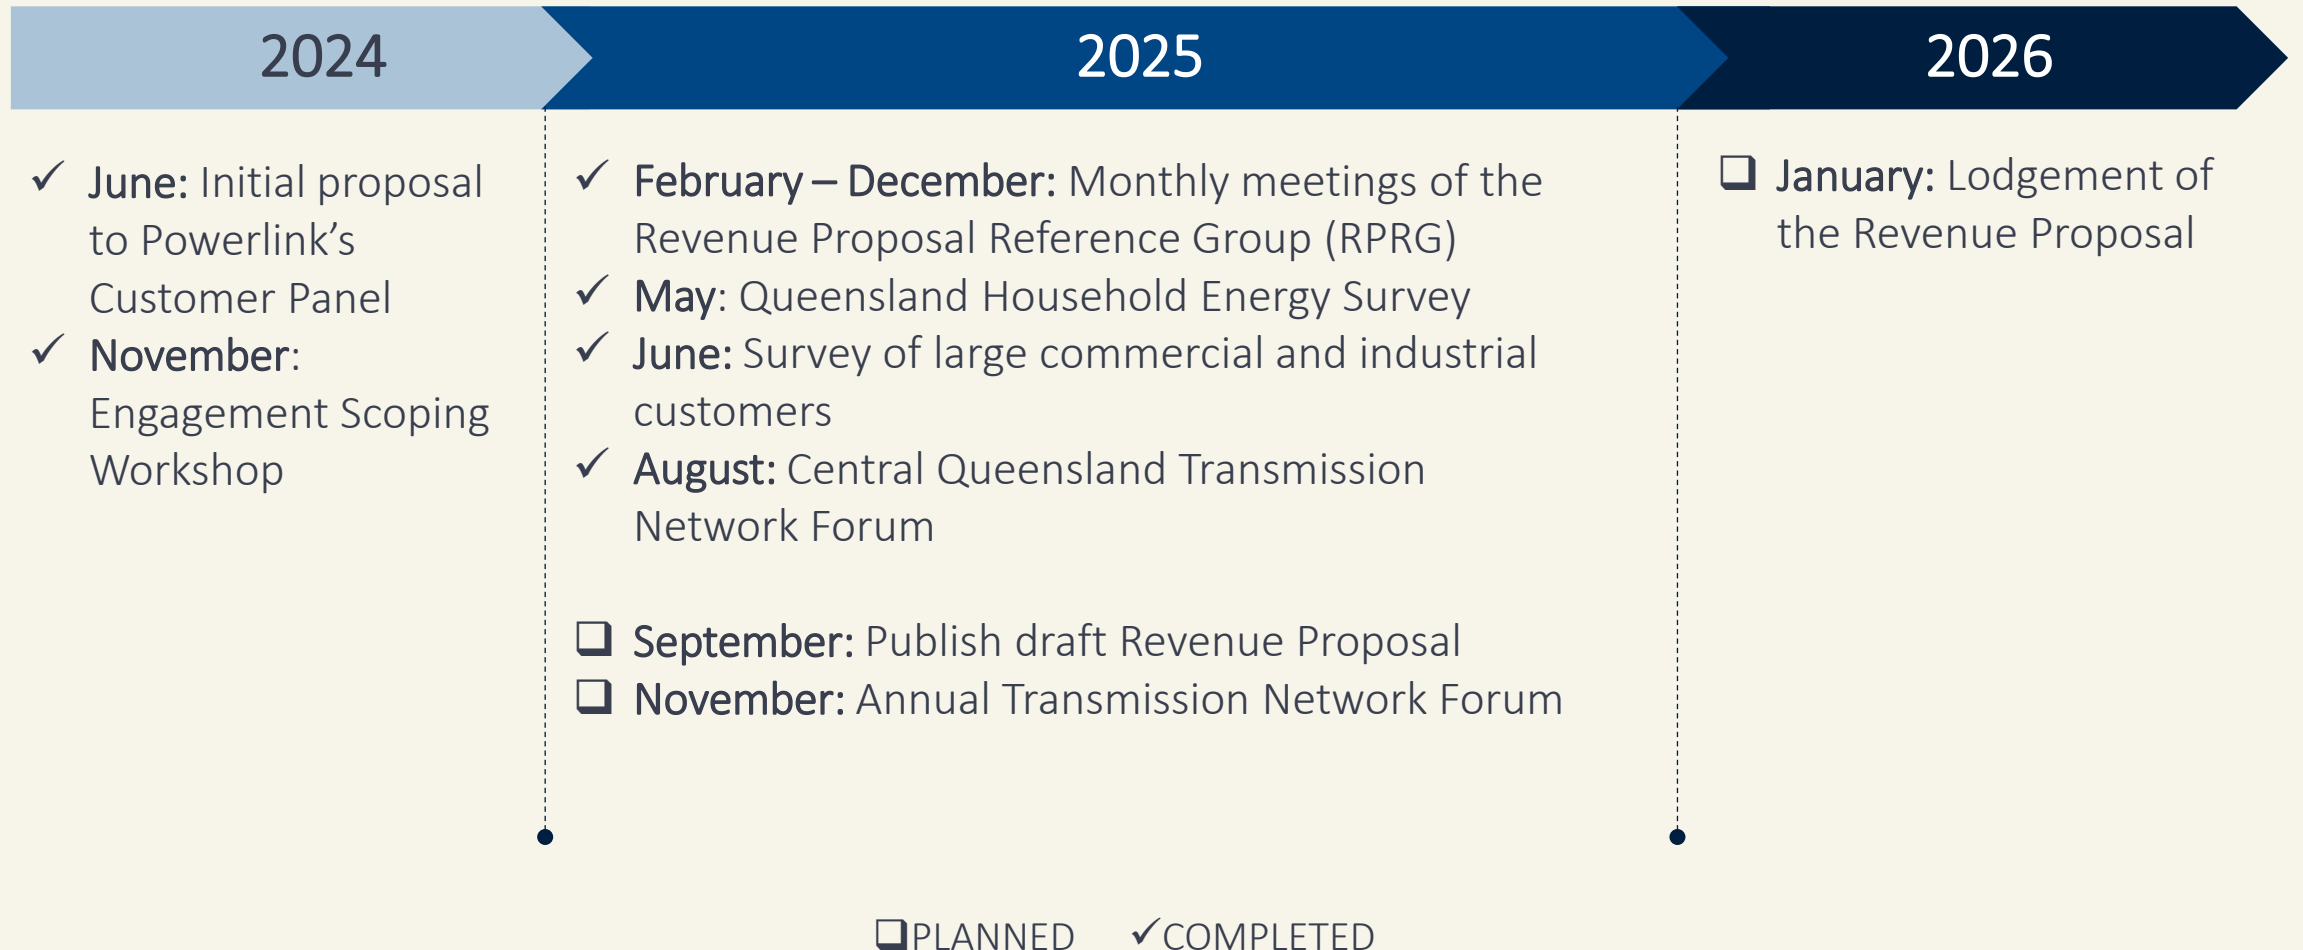 2024
2025
2026
✓ June: Initial proposal
to Powerlink’s
Customer Panel
✓ November:
Engagement Scoping
Workshop
✓ February – December: Monthly meetings of the
Revenue Proposal Reference Group (RPRG)
✓ May: Queensland Household Energy Survey
✓ June: Survey of large commercial and industrial
customers
✓ August: Central Queensland Transmission
Network Forum
❑ September: Publish draft Revenue Proposal
❑ November: Annual Transmission Network Forum
❑ January: Lodgement of
the Revenue Proposal
❑PLANNED ✓COMPLETED